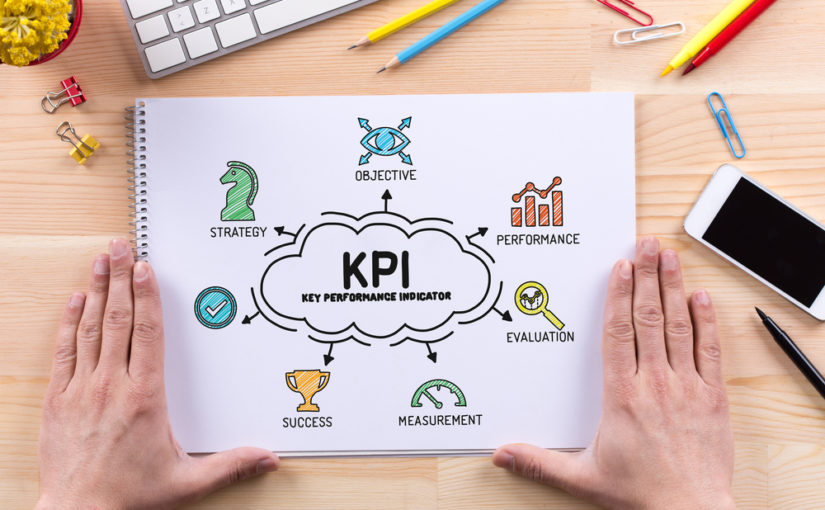 OBJECTIVE
STRATEGY
PERFORMANCE
KPI
KEY PERFORMANCE INDICATOR
EVALUATION
SUCCESS
MEASUREMENT